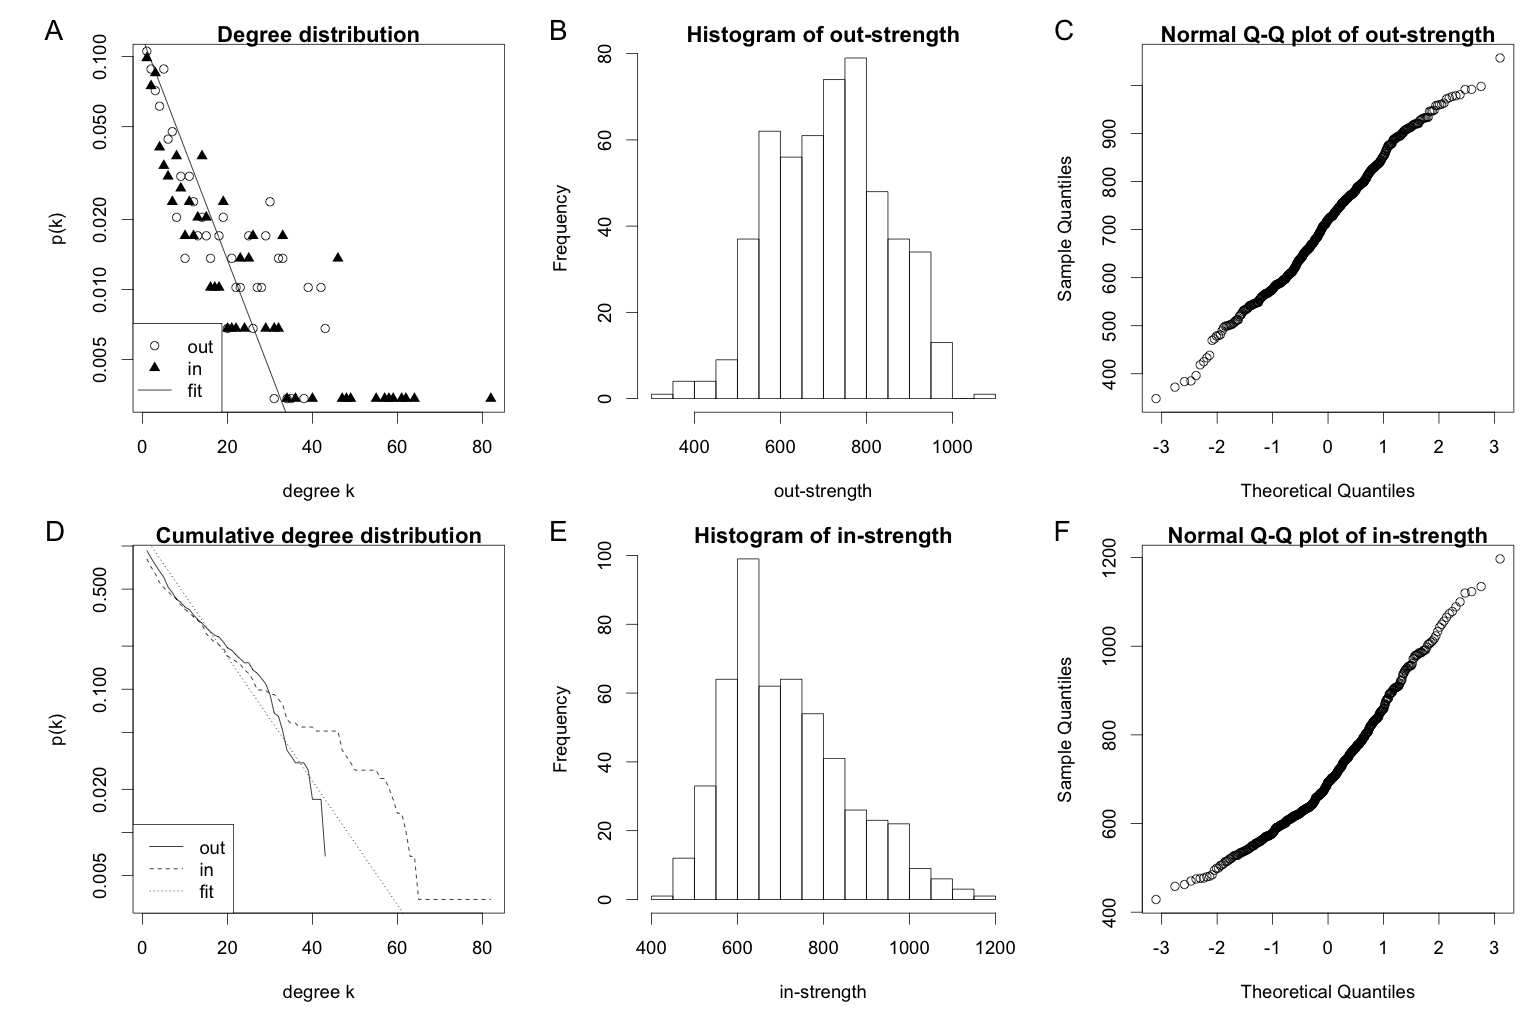 A
Degree distribution
0.100
0.050
0.020
0.010
0.005
p(k)
out
in
fit
0 20 40 60 80
degree k
B
Histogram of out-strength
80
60
40
20
0
Frequency
400 600 800 1000
out-strength
C
Normal Q-Q plot of out-strength
900
800
700
600
500
400
Sample Quantiles
-3 -2 -1 0 1 2 3
Theoretical Quantiles
D
Cumulative degree distribution
0.500
0.100
0.020
0.005
p(k)
out
in
fit
0 20 40 60 80
degree k
E
Histogram of in-strength
100
80
60
40
20
0
Frequency
400 600 800 1000 1200
in-strength
F
Normal Q-Q plot of in-strength
1200
1000
800
600
400
Sample Quantiles
-3 -2 -1 0 1 2 3
Theoretical Quantiles